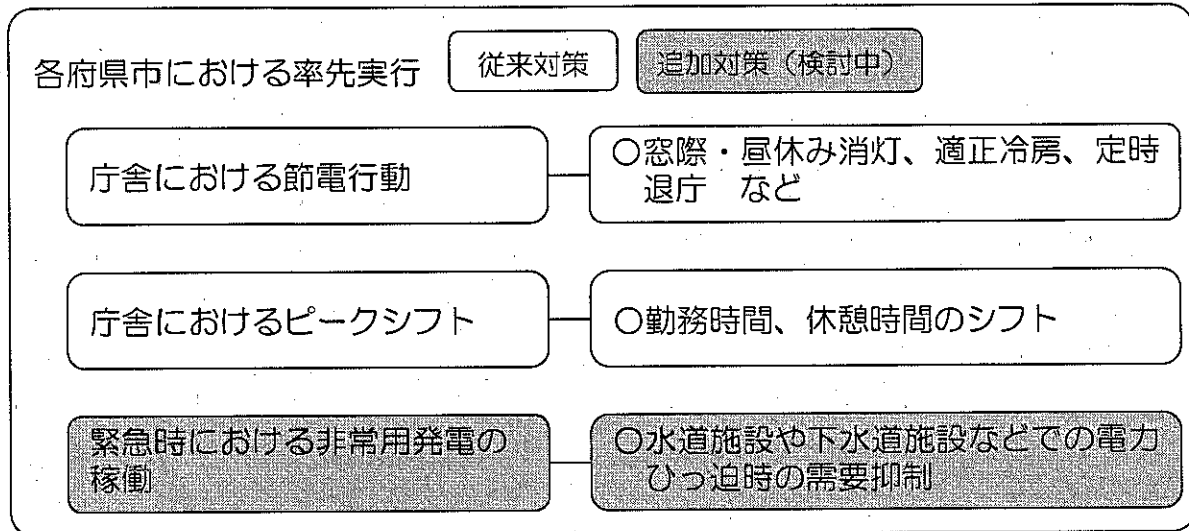 各府県市における率先実行
従来対策
追加対策（検討中）
庁舎における節電行動
〇窓際・昼休み消灯、適正冷房、定時
退庁　など
庁舎におけるピークシフト
〇勤務時間、休憩時間のシフト
緊急時における非常用発電の
稼働
〇水道施設や下水道施設などでの電力
ひっ迫時の需要抑制